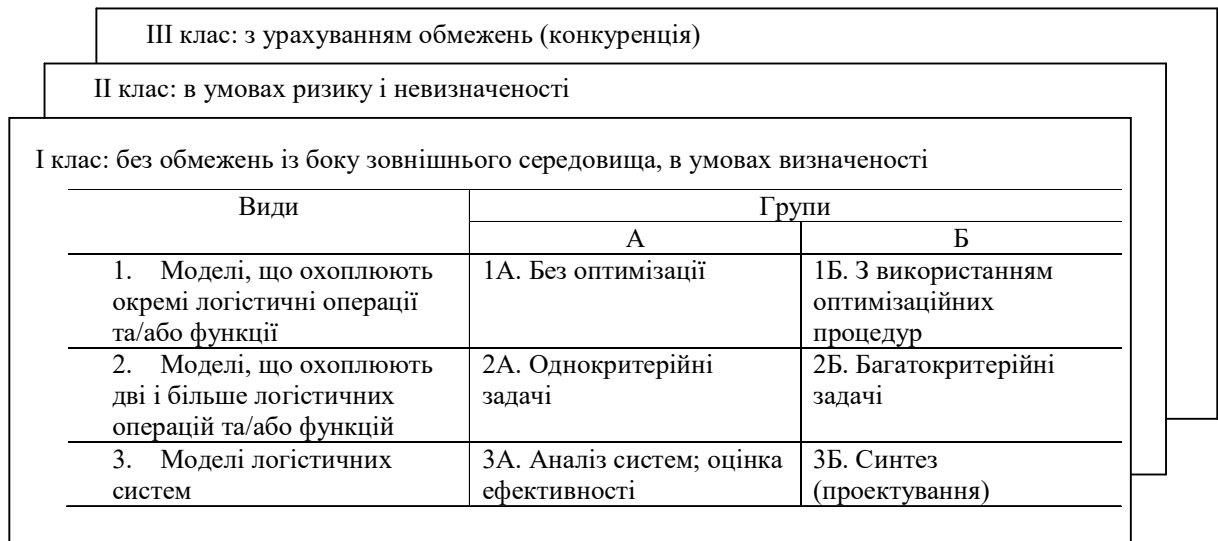 ІІІ клас: з урахуванням обмежень (конкуренція)
ІІ клас: в умовах ризику і невизначеності
І клас: без обмежень із боку зовнішнього середовища, в умовах визначеності
Види
Групи
А
Б
1. Моделі, що охоплюють
окремі логістичні операції
та/або функції
1А. Без оптимізації
1Б. З використанням
оптимізаційних
процедур
2. Моделі, що охоплюють
дві і більше логістичних
операцій та/або функцій
2А. Однокритерійні
задачі
2Б. Багатокритерійні
задачі
3. Моделі логістичних
систем
3А. Аналіз систем; оцінка
ефективності
3Б. Синтез
(проектування)